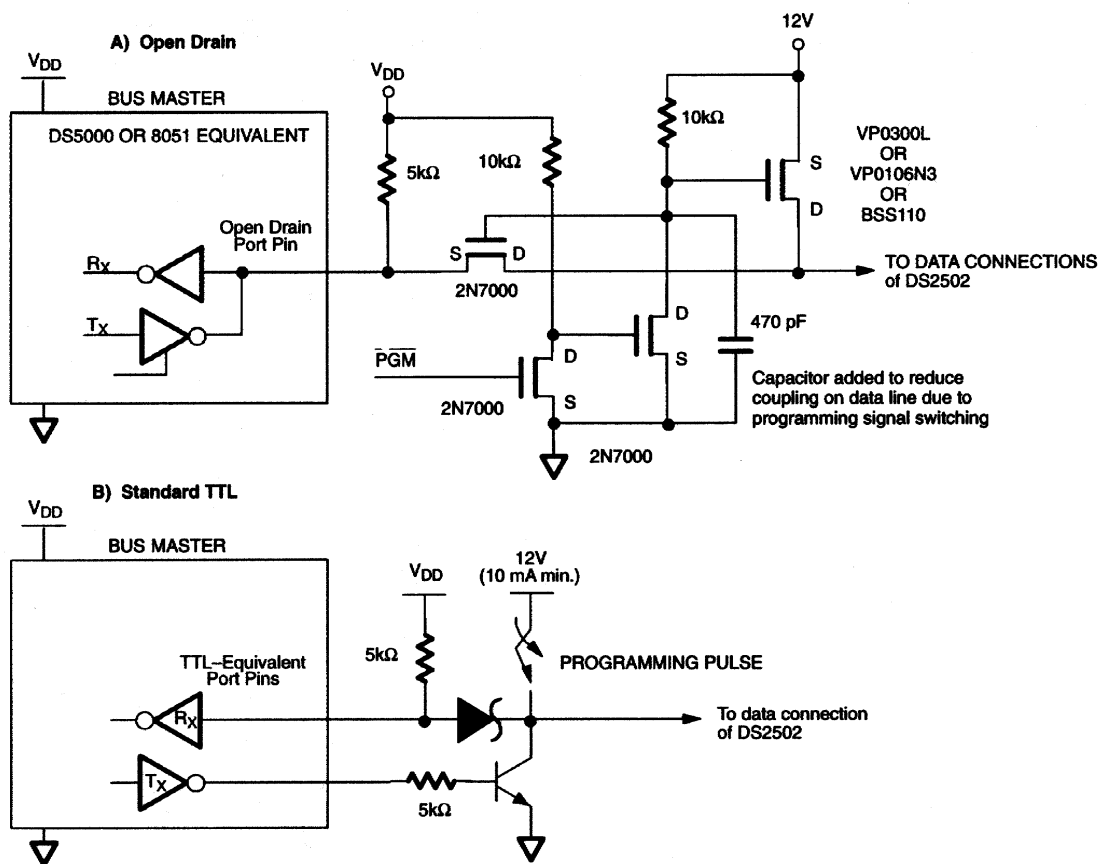 A) Open Drain
VDD
BUS MASTER
DS5000 OR 8051 EQUIVALENT
Open Drain
Port Pin
RX
TX
VDD
5kΩ
10kΩ
S
D
2N7000
PGM
D
S
2N7000
12V
10kΩ
S
D
VP0300L
OR
VP0106N3
OR
BSS110
TO DATA CONNECTIONS
of DS2502
D
S
470 pF
2N7000
Capacitor added to reduce
coupling on data line due to
programming signal switching
B) Standard TTL
VDD
BUS MASTER
TTL–Equivalent
Port Pins
RX
TX
VDD
5kΩ
5kΩ
12V
(10 mA min.)
PROGRAMMING PULSE
To data connection
of DS2502